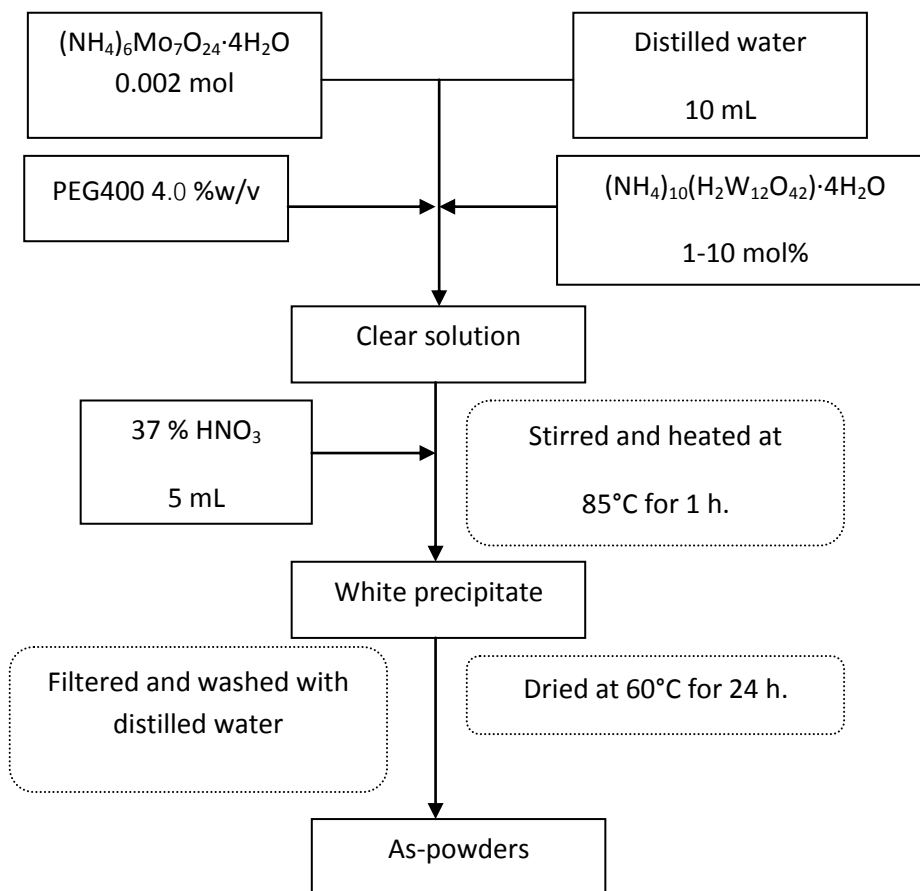 (NH₄)₆Mo₇O₂₄·4H₂O
0.002 mol
Distilled water
10 mL
PEG400 4.0 %w/v
(NH₄)₁₀(H₂W₁₂O₄₂)·4H₂O
1-10 mol%
Clear solution
37 % HNO₃
5 mL
Stirred and heated at
85°C for 1 h.
White precipitate
Filtered and washed with
distilled water
Dried at 60°C for 24 h.
As-powders